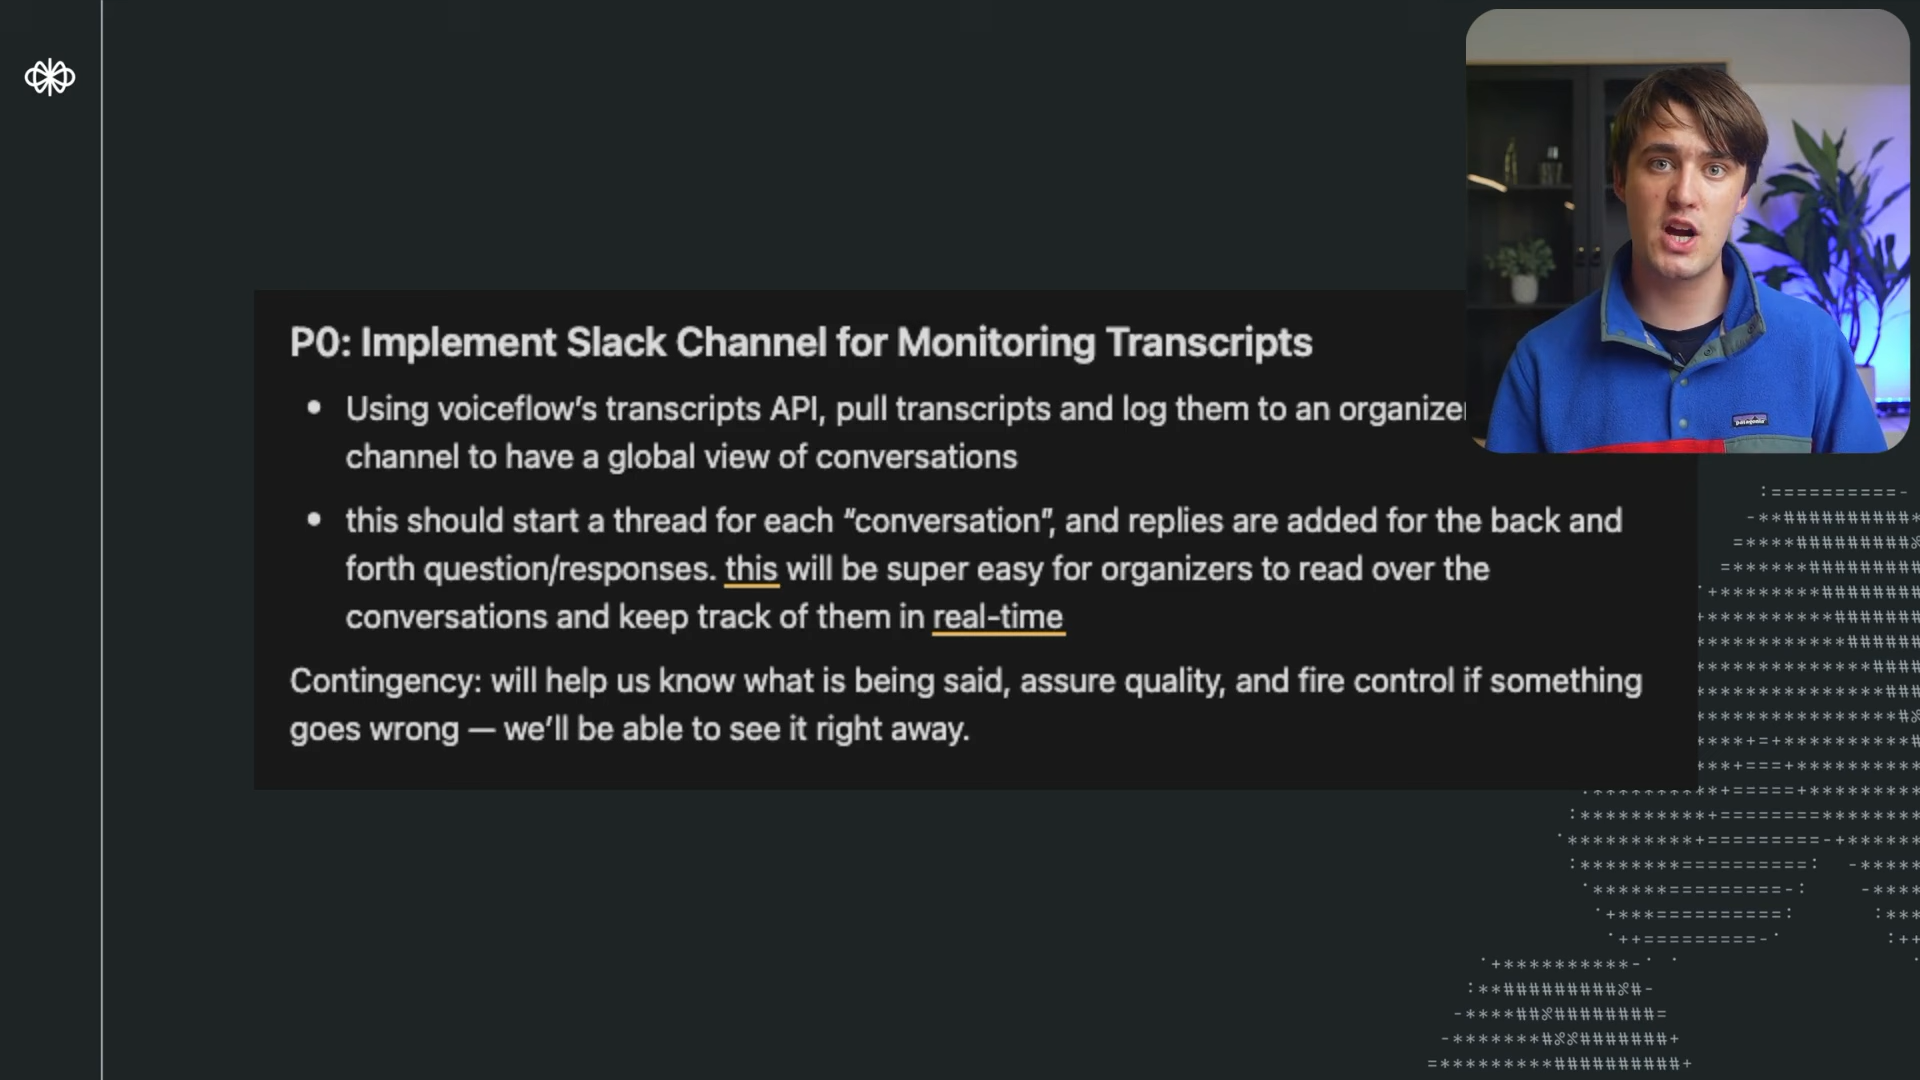 P0: Implement Slack Channel for Monitoring Transcripts
• Using voiceflow’s transcripts API, pull transcripts and log them to an
channel to have a global view of conversations
• this should start a thread for each “conversation”, and replies are added for the back and
forth question/responses. this will be super easy for organizers to read over the
conversations and keep track of them in real-time
Contingency: will help us know what is being said, assure quality, and fire control if something
goes wrong — we’ll be able to see it right away.
patagonia